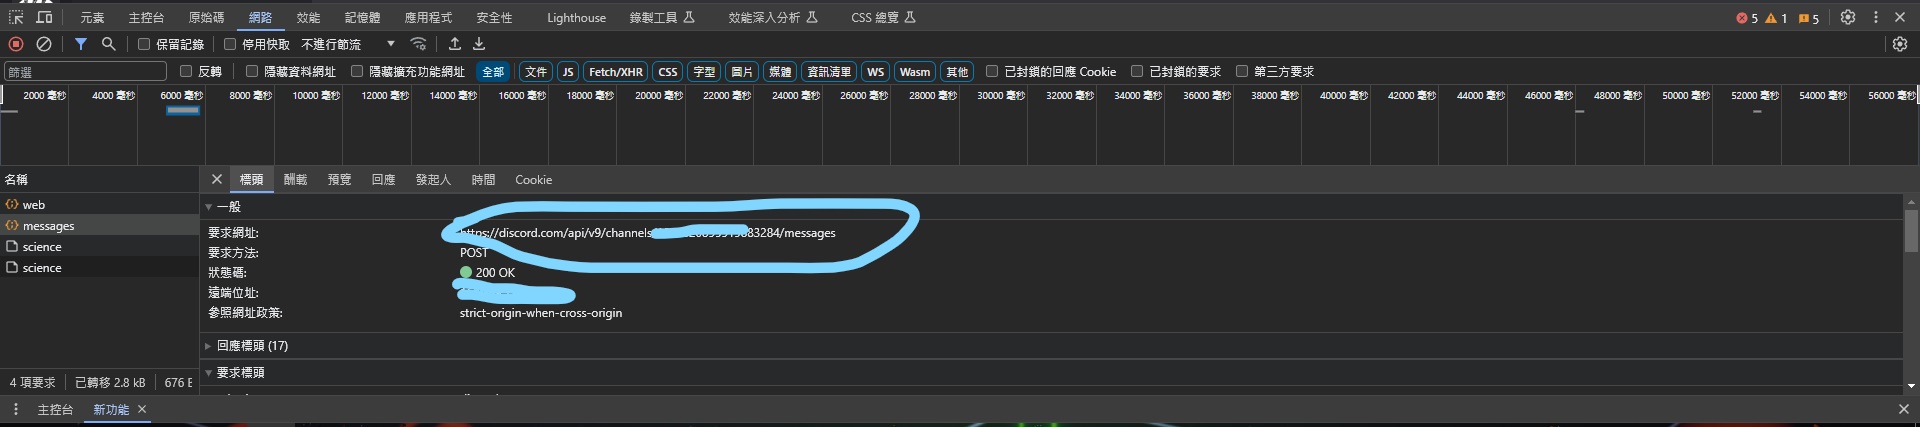 元素 主控台 原始碼 網路 效能 記憶體 應用程式 安全性 Lighthouse 錄製工具 效能深入分析 CSS 總覽 5 1 5
保留記錄 停用快取 不進行節流
篩選 反轉 隱藏資料網址 隱藏擴充功能網址 全部 文件 JS Fetch/XHR CSS 字型 圖片 媒體 資訊清單 WS Wasm 其他 已封鎖的回應 Cookie 已封鎖的要求 第三方要求
2000 毫秒 4000 毫秒 6000 毫秒 8000 毫秒 10000 毫秒 12000 毫秒 14000 毫秒 16000 毫秒 18000 毫秒 20000 毫秒 22000 毫秒 24000 毫秒 26000 毫秒 28000 毫秒 30000 毫秒 32000 毫秒 34000 毫秒 36000 毫秒 38000 毫秒 40000 毫秒 42000 毫秒 44000 毫秒 46000 毫秒 48000 毫秒 50000 毫秒 52000 毫秒 54000 毫秒 56000 毫秒
名稱 標頭 酬載 預覽 回應 發起人 時間 Cookie
web
messages
science
science
一般
要求網址: https://discord.com/api/v9/channels 883284/messages
要求方法: POST
狀態碼: 200 OK
遠端位址:
參照網址政策: strict-origin-when-cross-origin
回應標頭 (17)
要求標頭
4 項要求 已轉移 2.8 kB 676
主控台 新功能